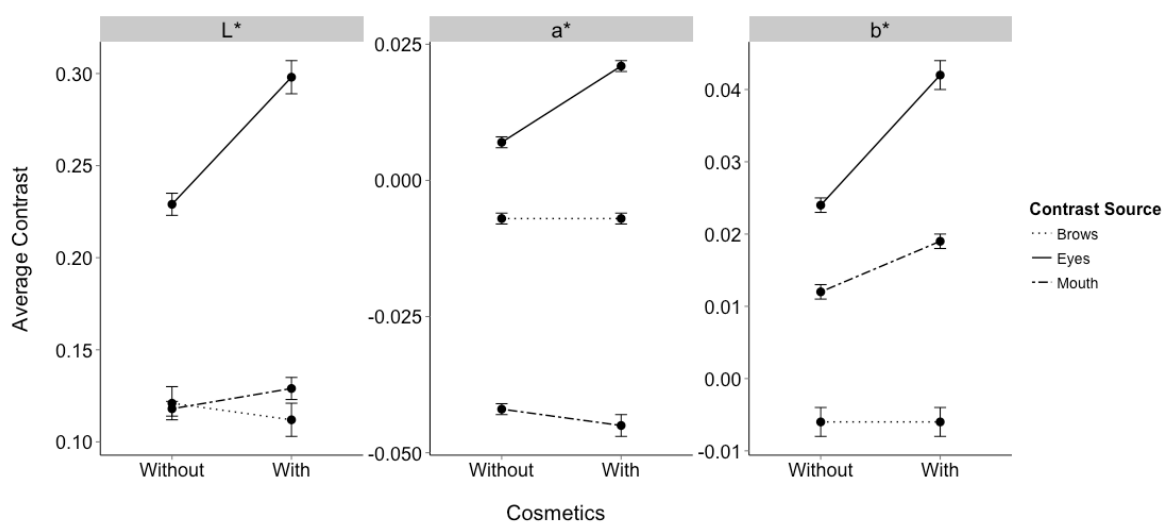 L*
a*
b*
Average Contrast
0.30
0.25
0.20
0.15
0.10
Without
With
0.025
0.000
-0.025
-0.050
Without
With
0.04
0.03
0.02
0.01
0.00
-0.01
Without
With
Cosmetics
Contrast Source
Brows
Eyes
Mouth